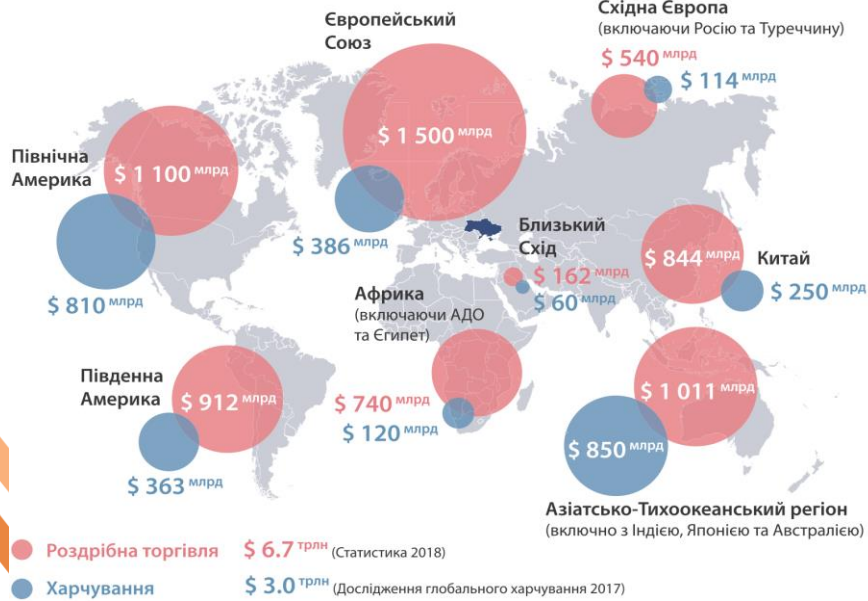 Східна Європа
(включаючи Росію та Туреччину)
$ 540 млрд
$ 114 млрд
Європейський
Союз
$ 1 500 млрд
$ 386 млрд
Північна
Америка
$ 1 100 млрд
$ 810 млрд
Близький
Схід
$ 162 млрд
$ 60 млрд
$ 844 млрд
Китай
$ 250 млрд
Африка
(включаючи АДО
та Єгипет)
$ 740 млрд
$ 120 млрд
Південна
Америка
$ 912 млрд
$ 363 млрд
$ 1 011 млрд
$ 850 млрд
Азіатсько-Тихоокеанський регіон
(включно з Індією, Японією та Австралією)
Роздрібна торгівля $ 6.7 трлн (Статистика 2018)
Харчування $ 3.0 трлн (Дослідження глобального харчування 2017)